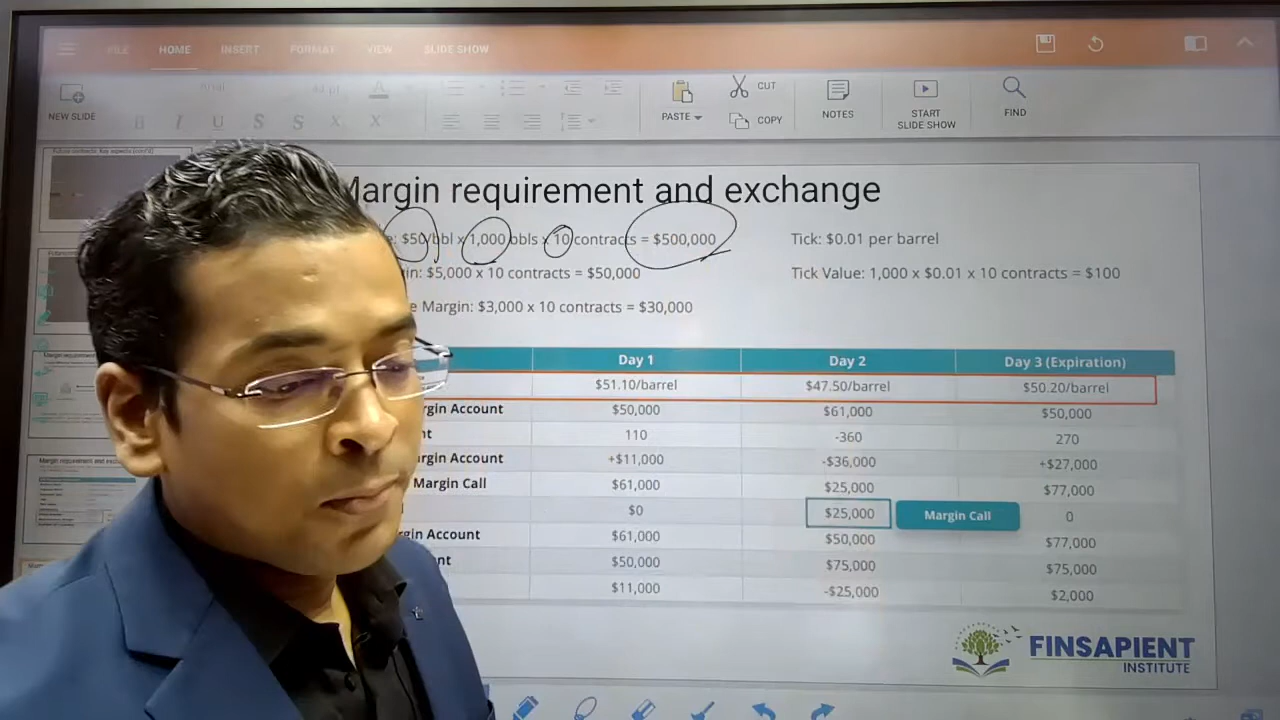 FILE HOME INSERT FORMAT VIEW SLIDE SHOW
NEW SLIDE
PASTE
CUT
COPY
NOTES
START
SLIDE SHOW
FIND
Margin requirement and exchange
$50/bbl x 1,000 bbls x 10 contracts = $500,000
Tick: $0.01 per barrel
$5,000 x 10 contracts = $50,000
Tick Value: 1,000 x $0.01 x 10 contracts = $100
Margin: $3,000 x 10 contracts = $30,000
Day 1 Day 2 Day 3 (Expiration)
$51.10/barrel $47.50/barrel $50.20/barrel
Account $50,000 $61,000 $50,000
110 -360 270
Account +$11,000 -$36,000 +$27,000
Margin Call $61,000 $25,000 $77,000
$0 $25,000 Margin Call 0
Account $61,000 $50,000 $77,000
$50,000 $75,000 $75,000
$11,000 -$25,000 $2,000
FINSAPIENT
INSTITUTE